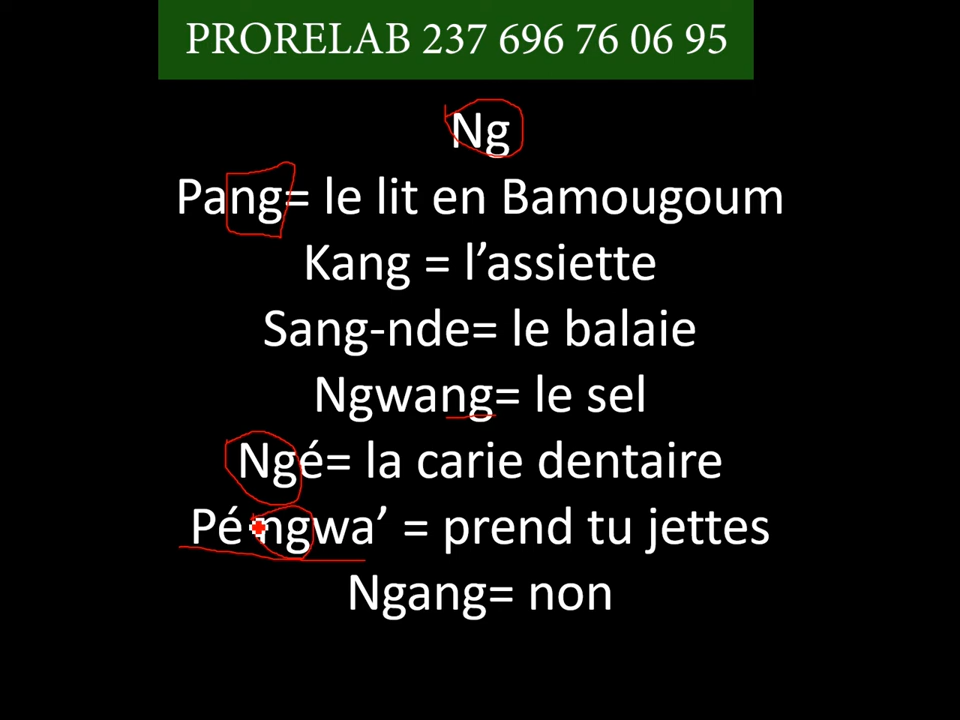 PRORELAB 237 696 76 06 95
Ng
Pang= le lit en Bamougoum
Kang = l’assiette
Sang-nde= le balaie
Ngwang= le sel
Ngé= la carie dentaire
Pé ngwa’ = prend tu jettes
Ngang= non